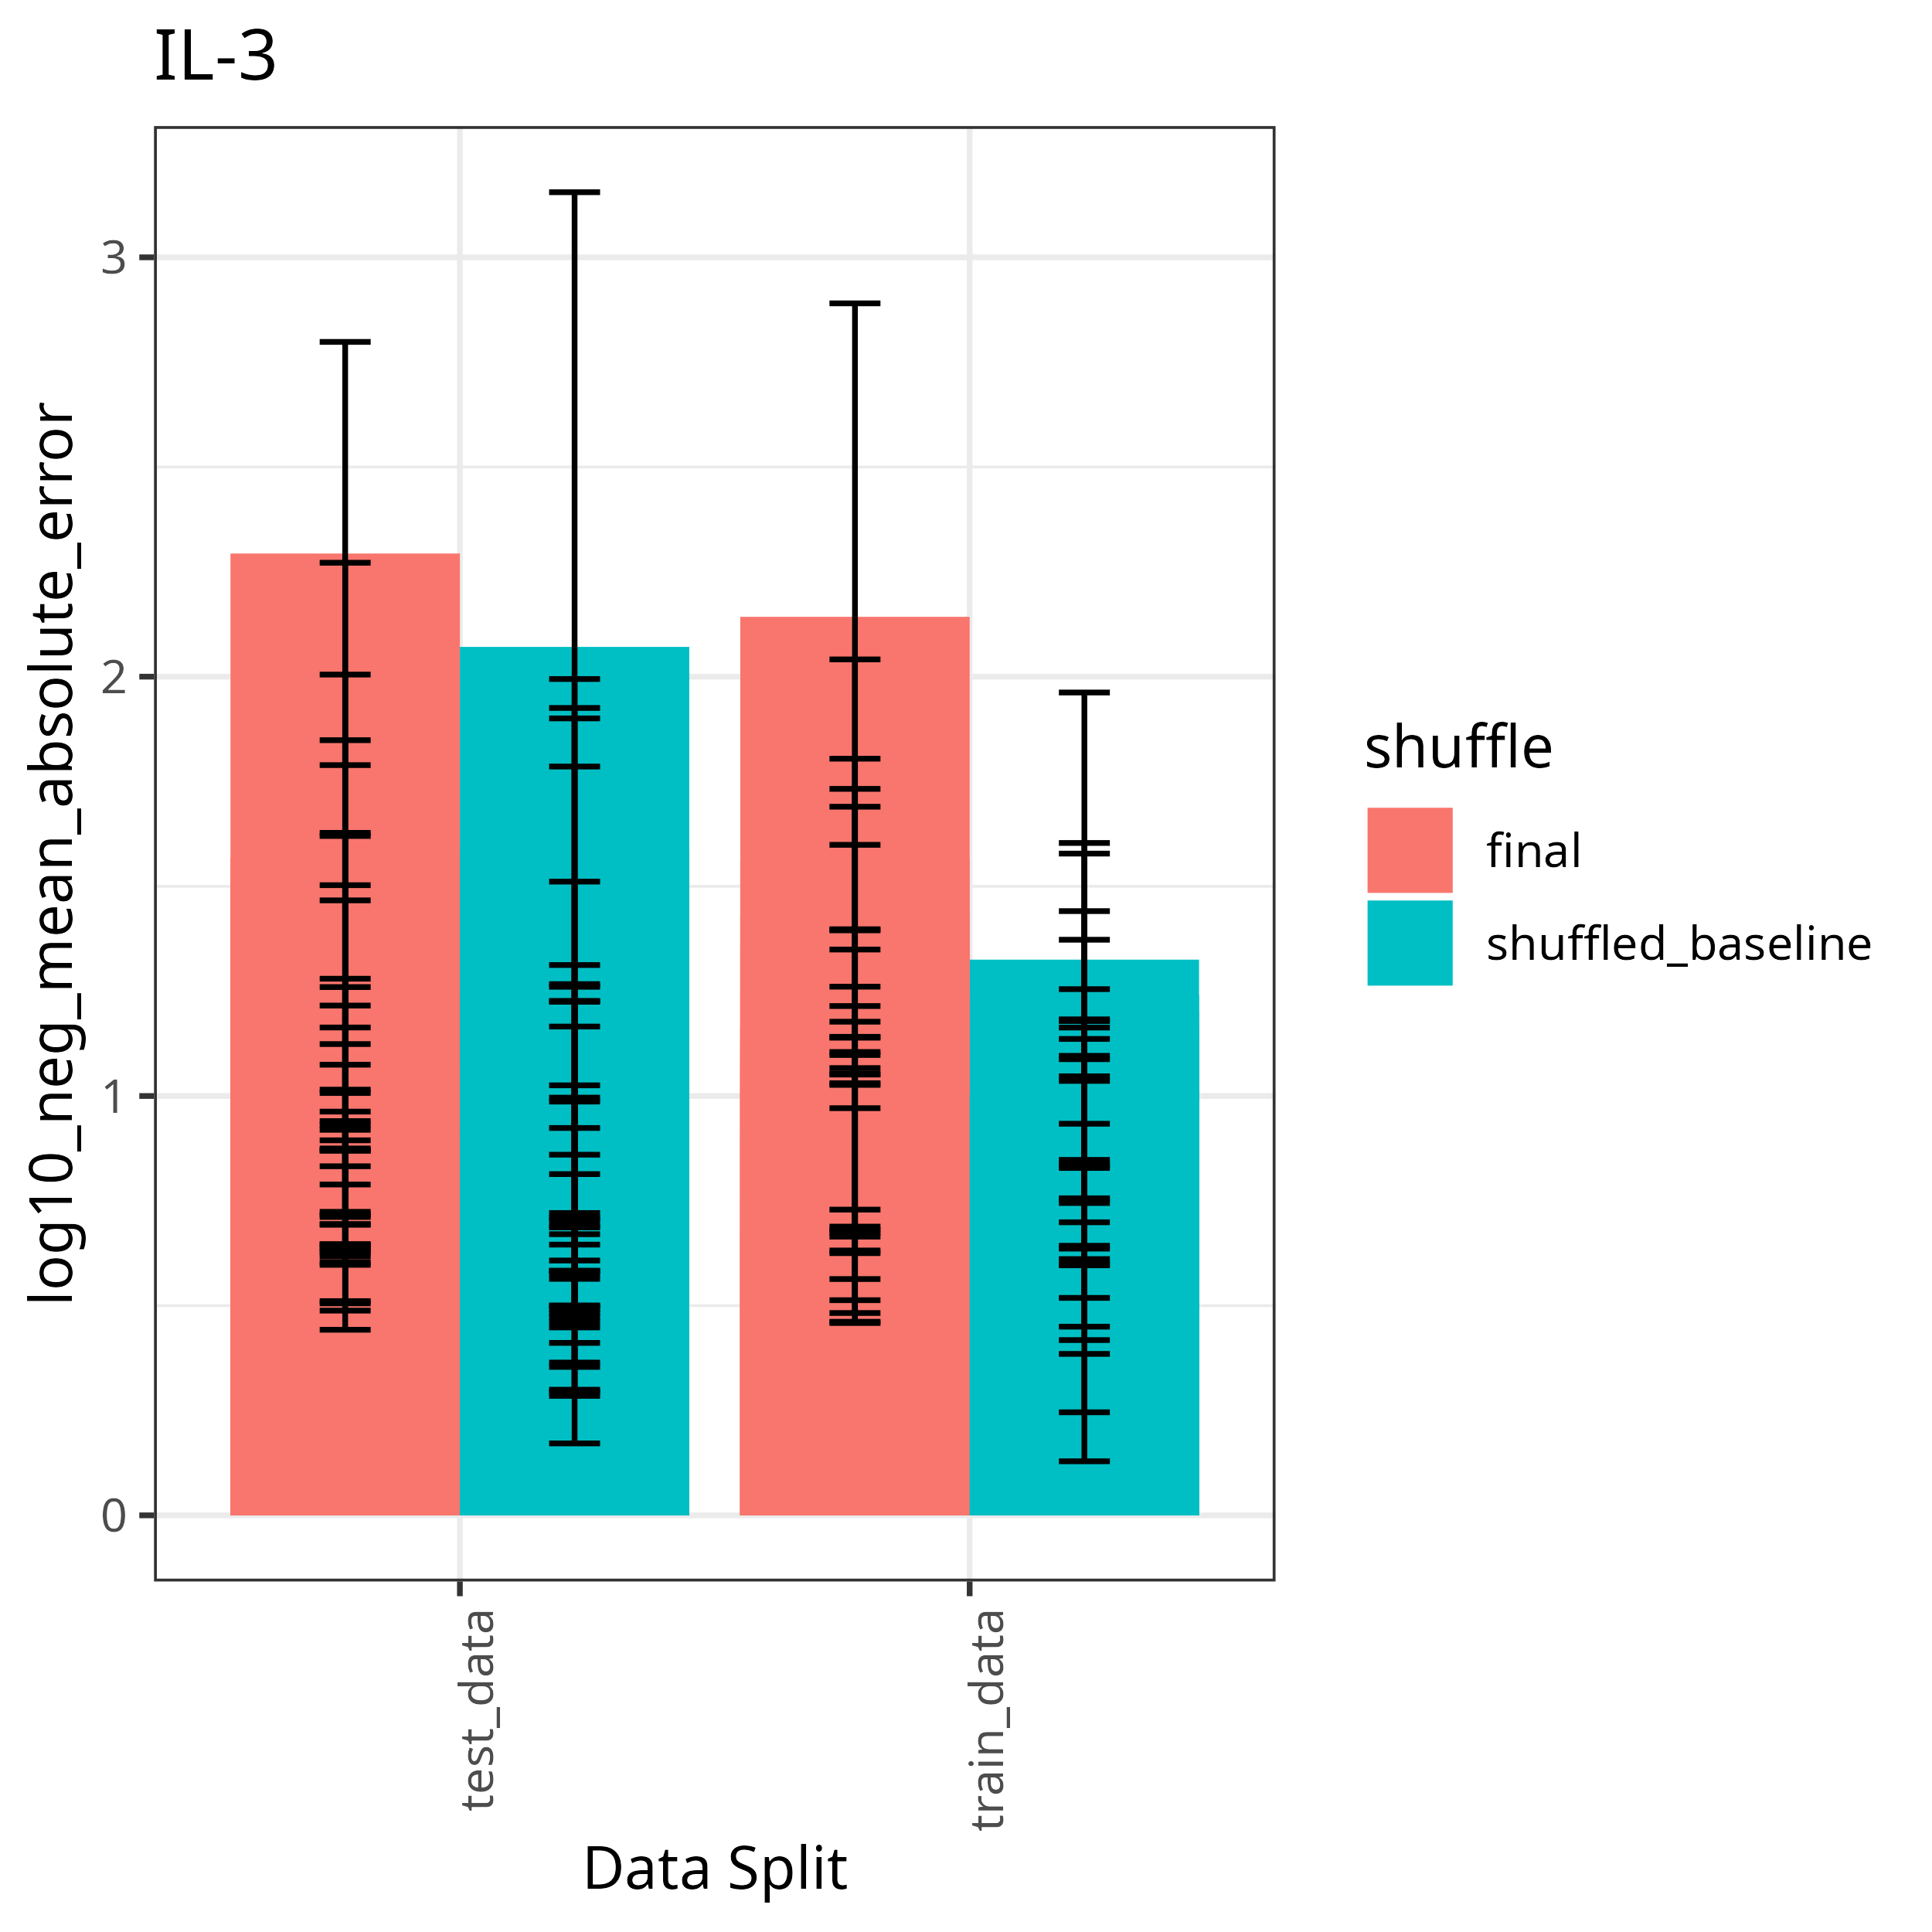 IL-3
log10_neg_mean_absolute_error
3
2
1
0
test_data
train_data
Data Split
shuffle
final
shuffled_baseline